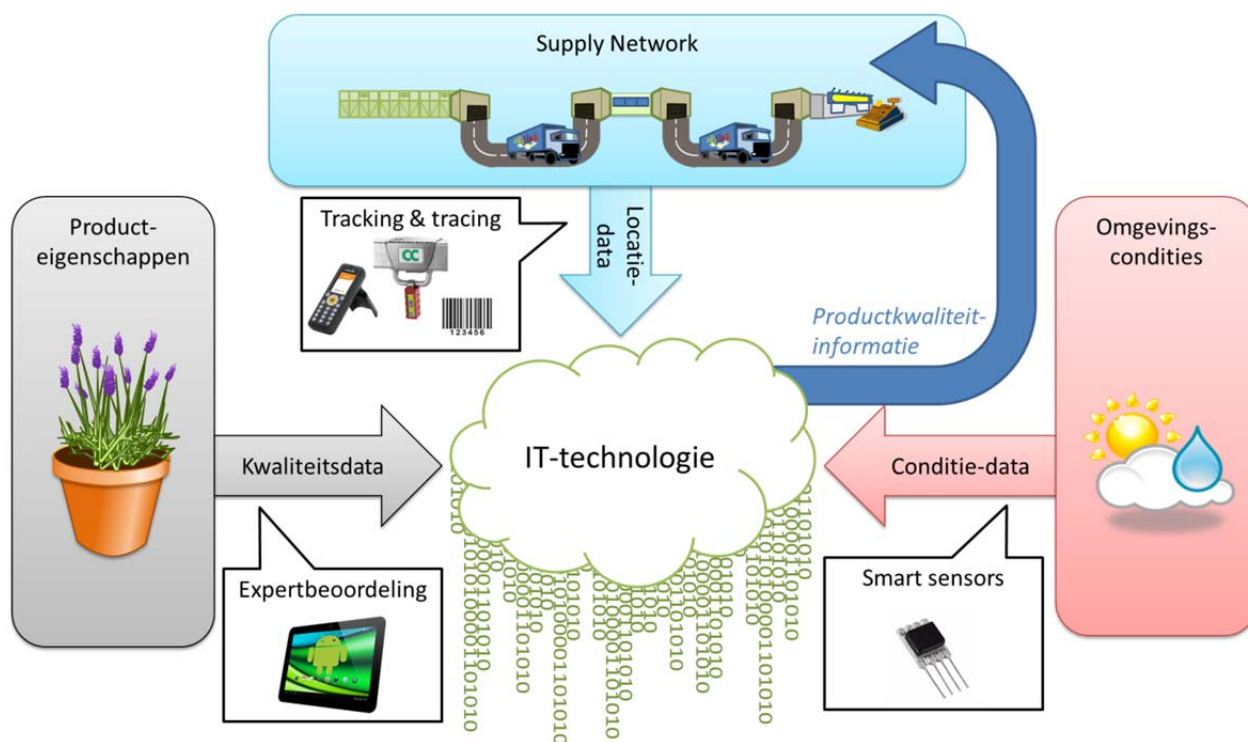 Supply Network
Tracking & tracing
123456
Locatie-
data
Product-
eigenschappen
Omgevings-
condities
Productkwaliteit-
informatie
Kwaliteitsdata
IT-technologie
Conditie-data
Expertbeoordeling
Smart sensors